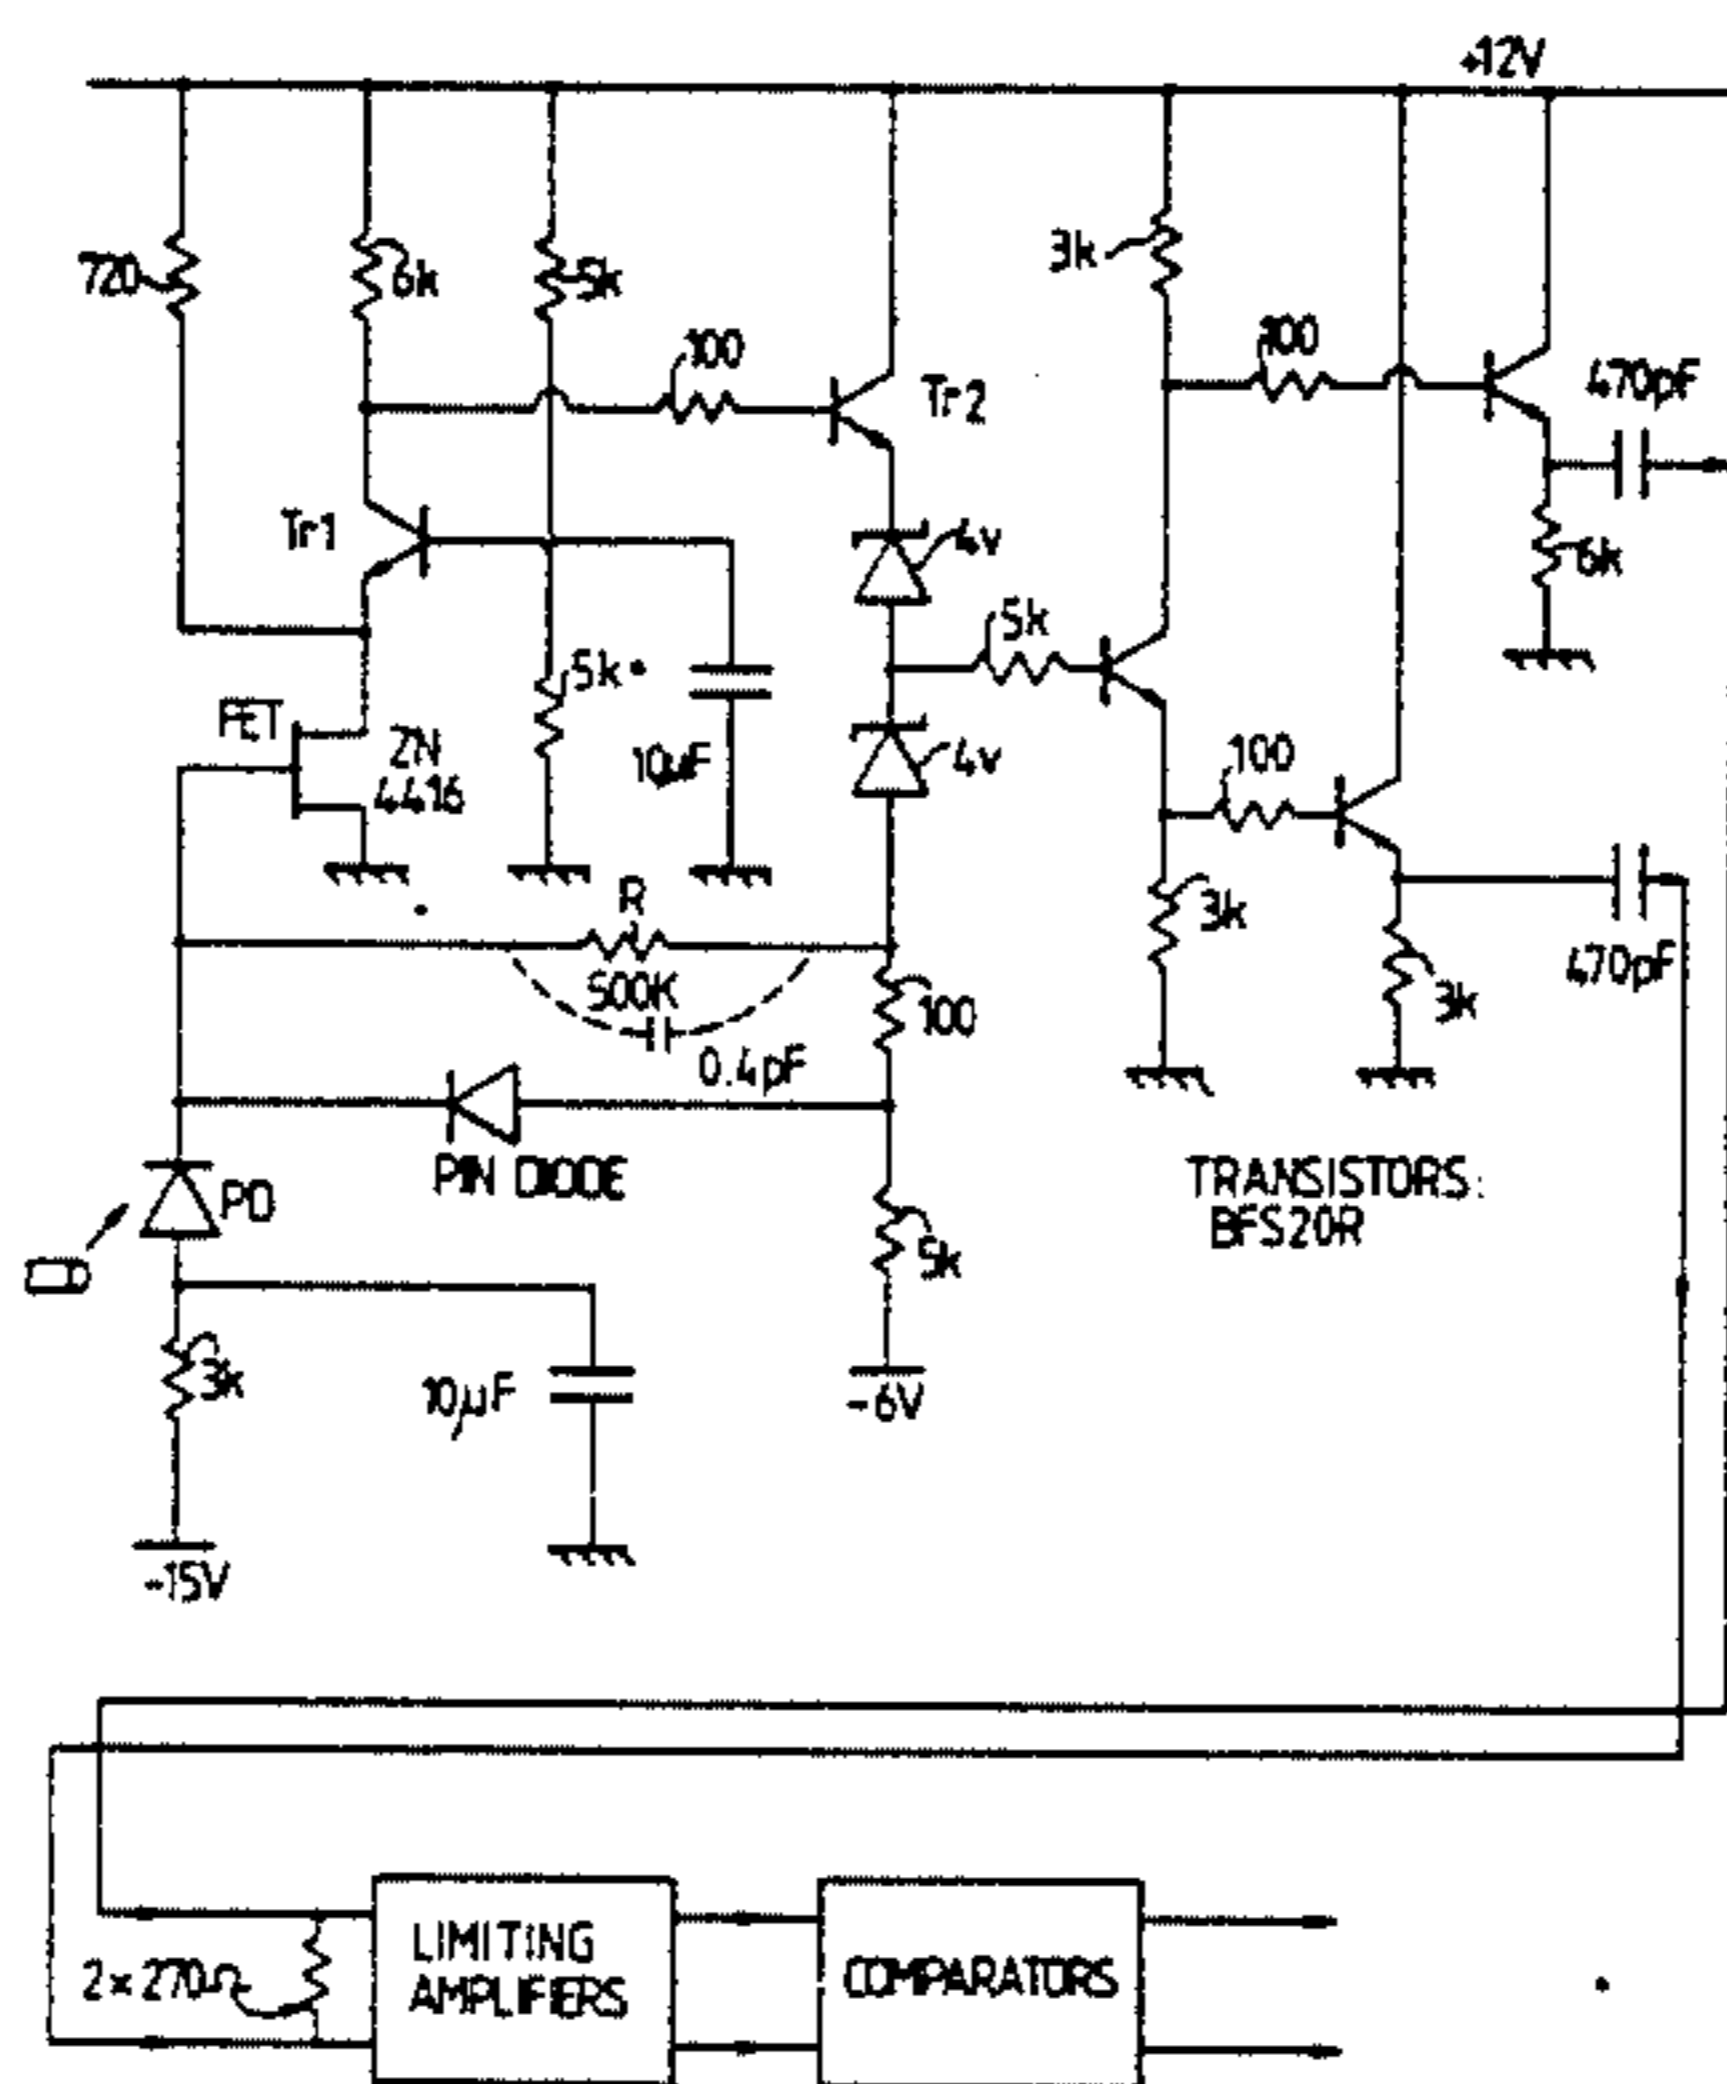 +12V
720
6k
5k
3k
100
100
470pF
Tr2
Tr1
4v
6k
5k
5k
FET
2N
4416
10µF
4v
100
R
500K
0.4pF
100
3k
3k
470pF
PIN DIODE
PD
TRANSISTORS:
BFS20R
5k
3k
10µF
-6V
-15V
LIMITING
AMPLIFIERS
2×270Ω
COMPARATORS